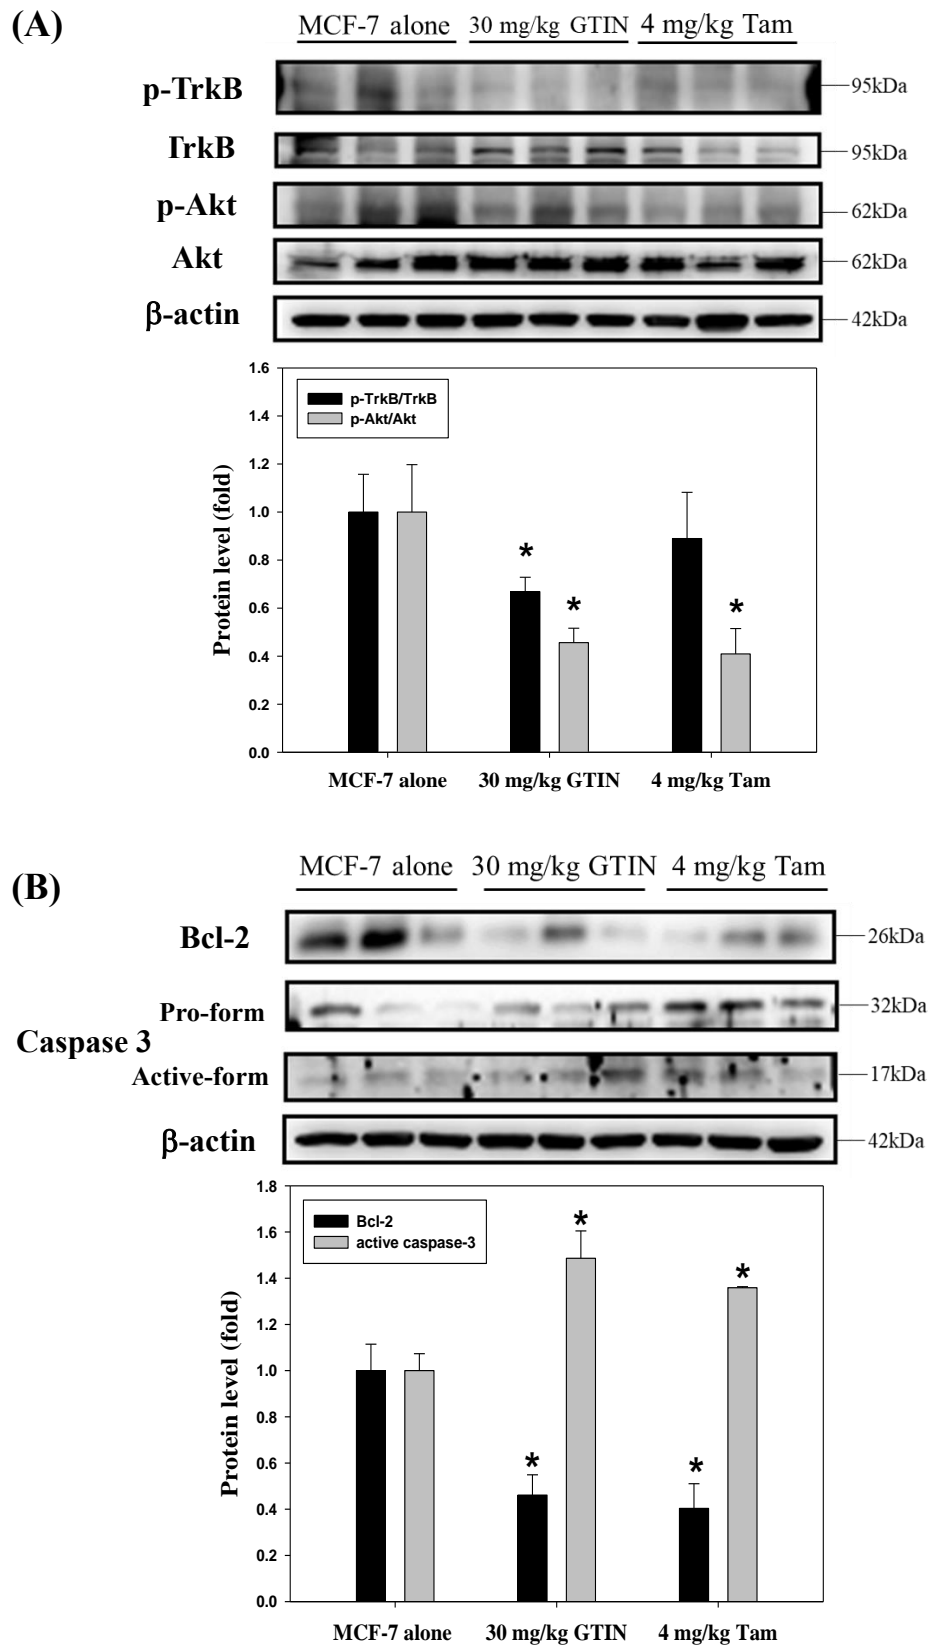 (A)
MCF-7 alone 30 mg/kg GTIN 4 mg/kg Tam
p-TrkB 95kDa
TrkB 95kDa
p-Akt 62kDa
Akt 62kDa
β-actin 42kDa
1.6
1.4
1.2
1.0
0.8
0.6
0.4
0.2
0.0
Protein level (fold)
p-TrkB/TrkB
p-Akt/Akt
*
*
*
MCF-7 alone 30 mg/kg GTIN 4 mg/kg Tam
(B)
MCF-7 alone 30 mg/kg GTIN 4 mg/kg Tam
Bcl-2 26kDa
Pro-form 32kDa
Caspase 3
Active-form 17kDa
β-actin 42kDa
1.8
1.6
1.4
1.2
1.0
0.8
0.6
0.4
0.2
0.0
Protein level (fold)
Bcl-2
active caspase-3
*
*
*
*
MCF-7 alone 30 mg/kg GTIN 4 mg/kg Tam